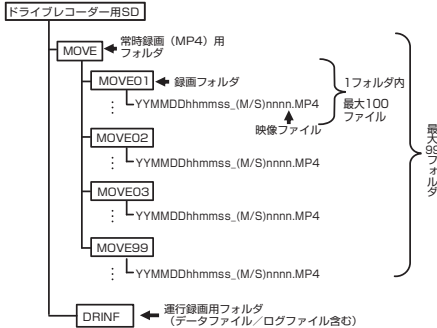 ドライブレコーダー用SD
MOVE
常時録画（MP4）用
フォルダ
MOVE01
録画フォルダ
YYMMDDhhmmss_(M/S)nnnn.MP4
映像ファイル
1フォルダ内
最大100
ファイル
MOVE02
YYMMDDhhmmss_(M/S)nnnn.MP4
MOVE03
YYMMDDhhmmss_(M/S)nnnn.MP4
MOVE99
YYMMDDhhmmss_(M/S)nnnn.MP4
最大99フォルダ
DRINF
運行録画用フォルダ
（データファイル／ログファイル含む）